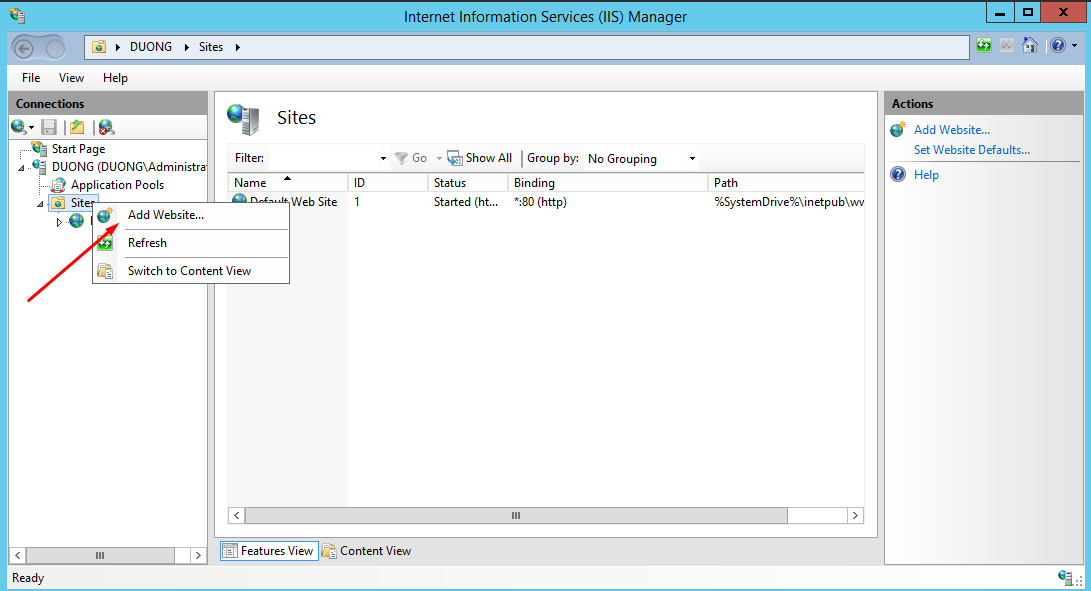 Internet Information Services (IIS) Manager
DUONG Sites
File View Help
Connections
Start Page
DUONG (DUONG\Administrat
Application Pools
Sites
Add Website...
Refresh
Switch to Content View
Sites
Filter: Go Show All Group by: No Grouping
Name ID Status Binding Path
Default Web Site 1 Started (ht... *:80 (http) %SystemDrive%\inetpub\ww
Features View Content View
Actions
Add Website...
Set Website Defaults...
Help
Ready